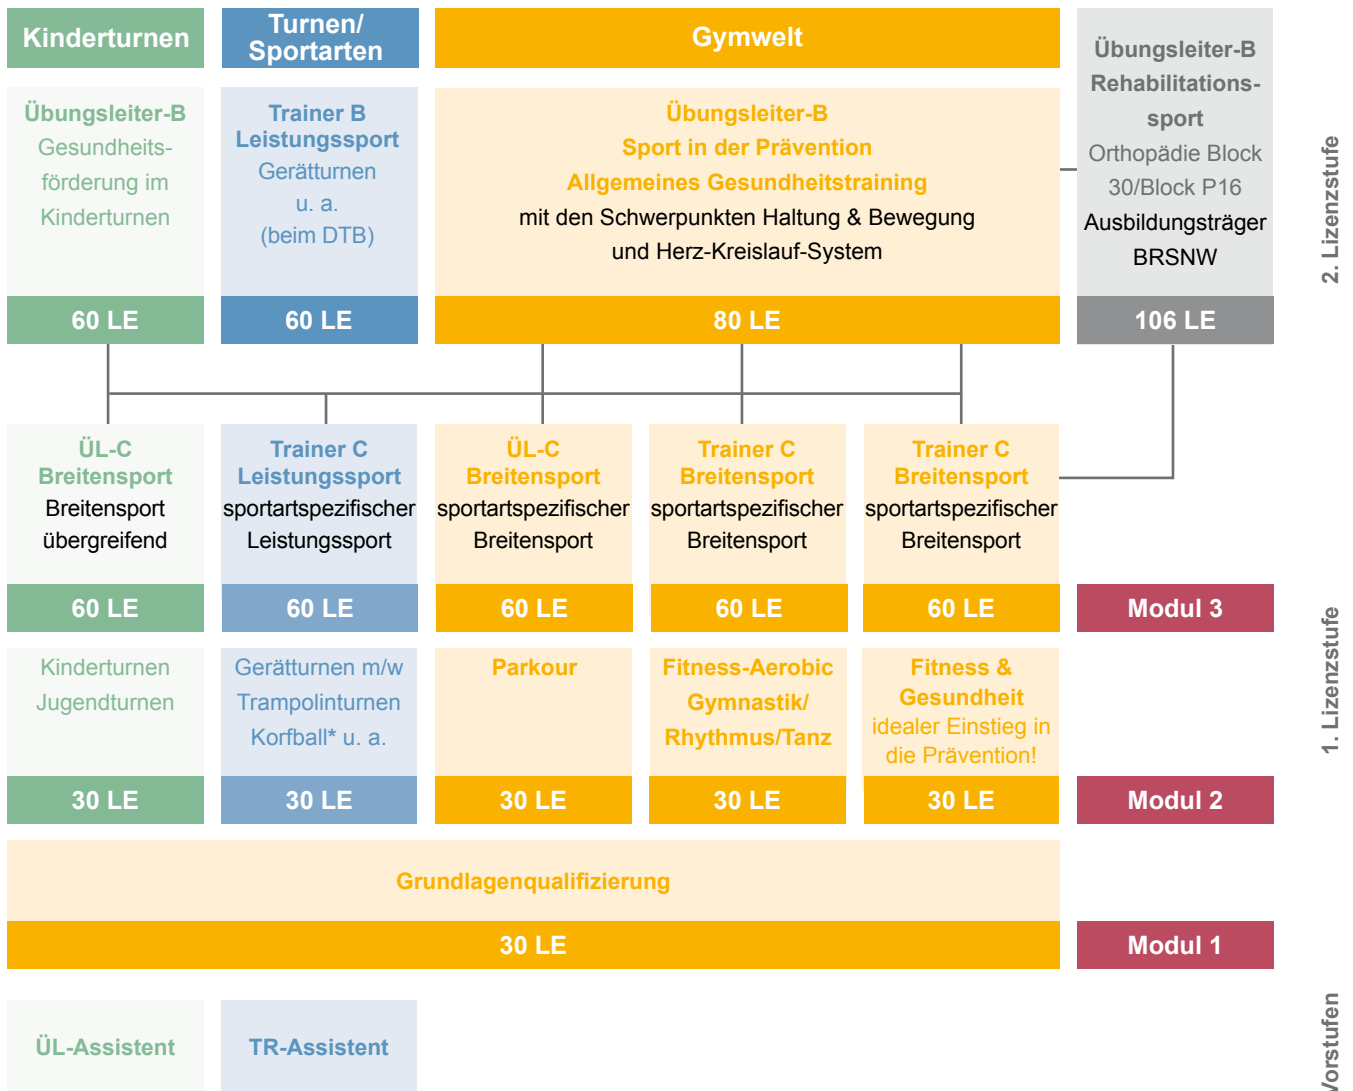 Kinderturnen
Turnen/
Sportarten
Gymwelt
Übungsleiter-B
Rehabilitations-
sport
Orthopädie Block
30/Block P16
Ausbildungsträger
BRSNW
106 LE
Übungsleiter-B
Gesundheits-
förderung im
Kinderturnen
60 LE
Trainer B
Leistungssport
Gerätturnen
u. a.
(beim DTB)
60 LE
Übungsleiter-B
Sport in der Prävention
Allgemeines Gesundheitstraining
mit den Schwerpunkten Haltung & Bewegung
und Herz-Kreislauf-System
80 LE
2. Lizenzstufe
ÜL-C
Breitensport
Breitensport
übergreifend
60 LE
Trainer C
Leistungssport
sportartspezifischer
Leistungssport
60 LE
ÜL-C
Breitensport
sportartspezifischer
Breitensport
60 LE
Trainer C
Breitensport
sportartspezifischer
Breitensport
60 LE
Trainer C
Breitensport
sportartspezifischer
Breitensport
60 LE
Modul 3
Kinderturnen
Jugendturnen
30 LE
Gerätturnen m/w
Trampolinturnen
Korfball* u. a.
30 LE
Parkour
30 LE
Fitness-Aerobic
Gymnastik/
Rhythmus/Tanz
30 LE
Fitness &
Gesundheit
idealer Einstieg in
die Prävention!
30 LE
Modul 2
1. Lizenzstufe
Grundlagenqualifizierung
30 LE
Modul 1
ÜL-Assistent
TR-Assistent
Vorstufen